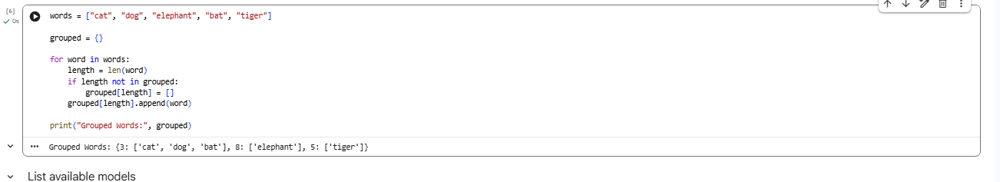 [6]
0s
words = ["cat", "dog", "elephant", "bat", "tiger"]
grouped = {}
for word in words:
    length = len(word)
    if length not in grouped:
        grouped[length] = []
    grouped[length].append(word)
print("Grouped Words:", grouped)
Grouped Words: {3: ['cat', 'dog', 'bat'], 8: ['elephant'], 5: ['tiger']}
List available models